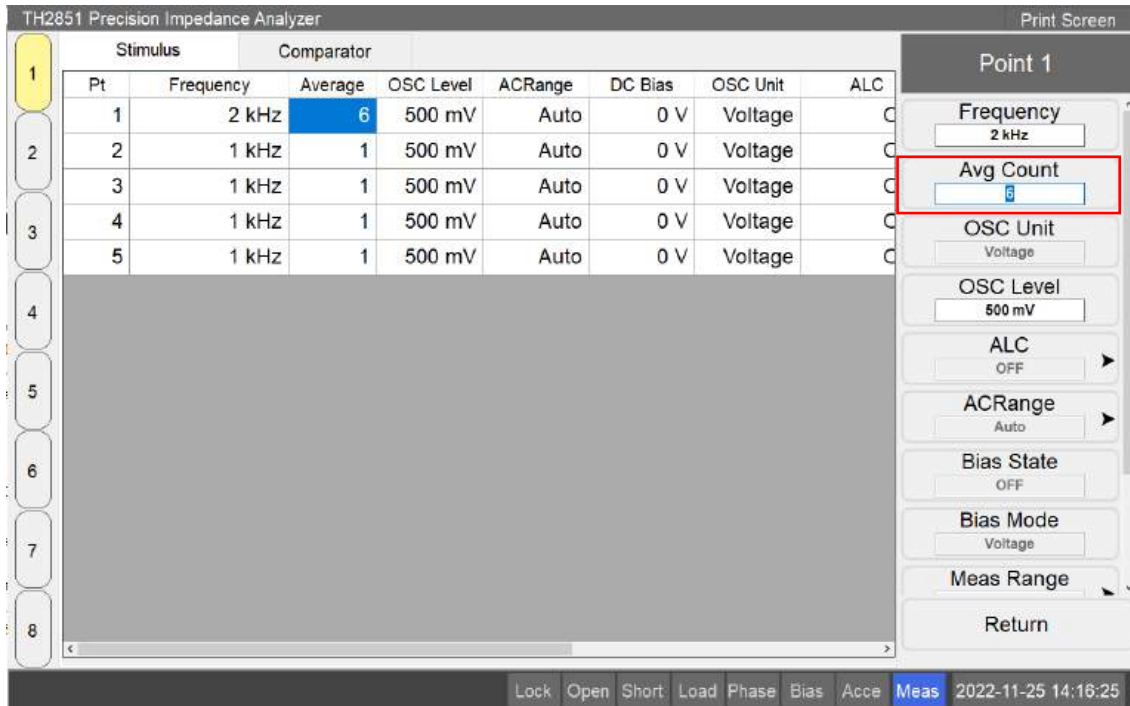 TH2851 Precision Impedance Analyzer Print Screen
Stimulus Comparator
Pt Frequency Average OSC Level ACRange DC Bias OSC Unit ALC
1 2 kHz 6 500 mV Auto 0 V Voltage
2 1 kHz 1 500 mV Auto 0 V Voltage
3 1 kHz 1 500 mV Auto 0 V Voltage
4 1 kHz 1 500 mV Auto 0 V Voltage
5 1 kHz 1 500 mV Auto 0 V Voltage
1
2
3
4
5
6
7
8
Point 1
Frequency
2 kHz
Avg Count
6
OSC Unit
Voltage
OSC Level
500 mV
ALC
OFF
ACRange
Auto
Bias State
OFF
Bias Mode
Voltage
Meas Range
Return
Lock Open Short Load Phase Bias Acce Meas 2022-11-25 14:16:25